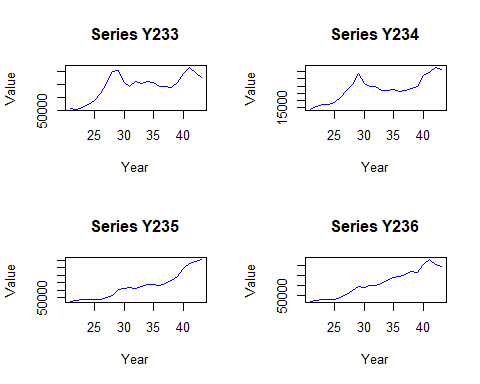 Series Y233
Value
50000
25 30 35 40
Year
Series Y234
Value
15000
25 30 35 40
Year
Series Y235
Value
50000
25 30 35 40
Year
Series Y236
Value
50000
25 30 35 40
Year